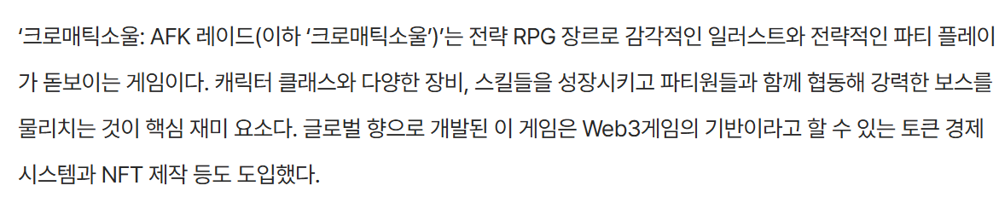 ‘크로매틱소울: AFK 레이드(이하 ‘크로매틱소울’)’는 전략 RPG 장르로 감각적인 일러스트와 전략적인 파티 플레이
가 돋보이는 게임이다. 캐릭터 클래스와 다양한 장비, 스킬들을 성장시키고 파티원들과 함께 협동해 강력한 보스를
물리치는 것이 핵심 재미 요소다. 글로벌 향으로 개발된 이 게임은 Web3게임의 기반이라고 할 수 있는 토큰 경제
시스템과 NFT 제작 등도 도입했다.